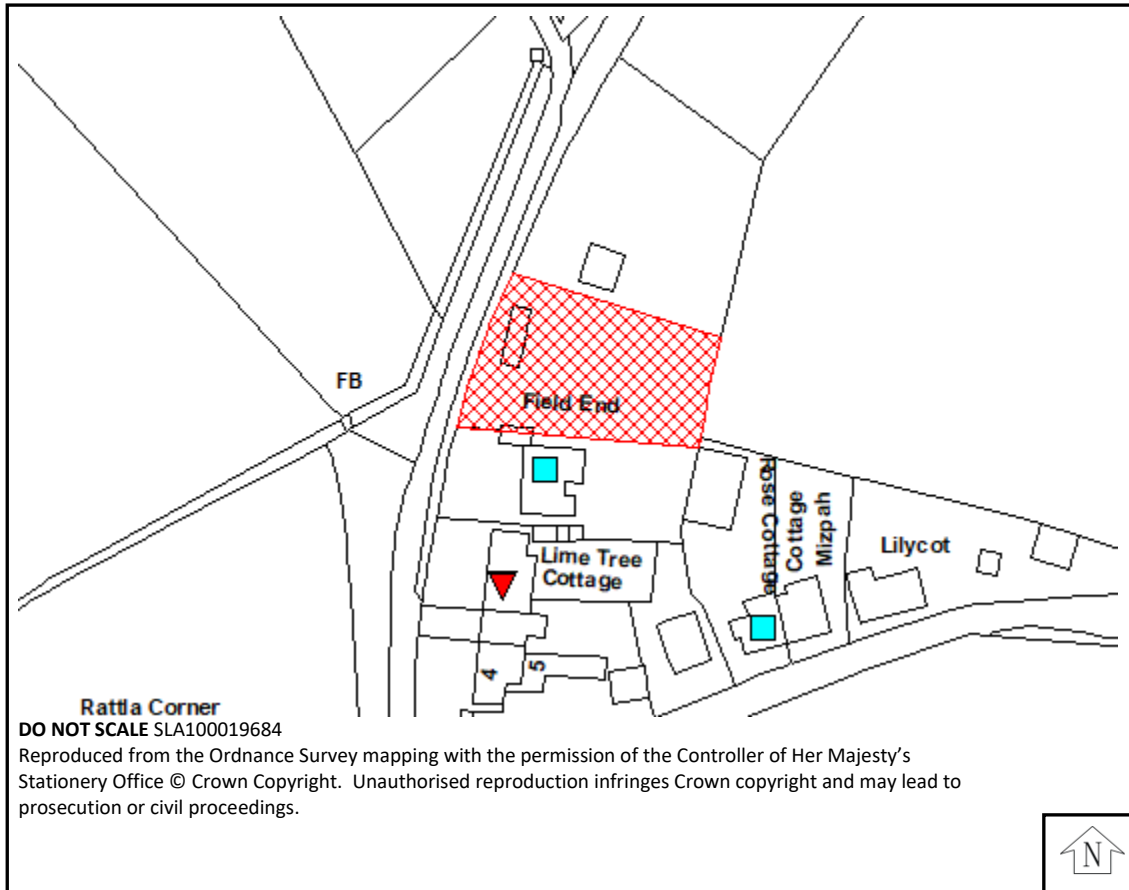 FB
Field End
Rose Cottage
Cottage
Mizpah
Lilycot
Lime Tree
Cottage
4
5
Rattla Corner
DO NOT SCALE SLA100019684
Reproduced from the Ordnance Survey mapping with the permission of the Controller of Her Majesty's
Stationery Office © Crown Copyright. Unauthorised reproduction infringes Crown copyright and may lead to
prosecution or civil proceedings.
N